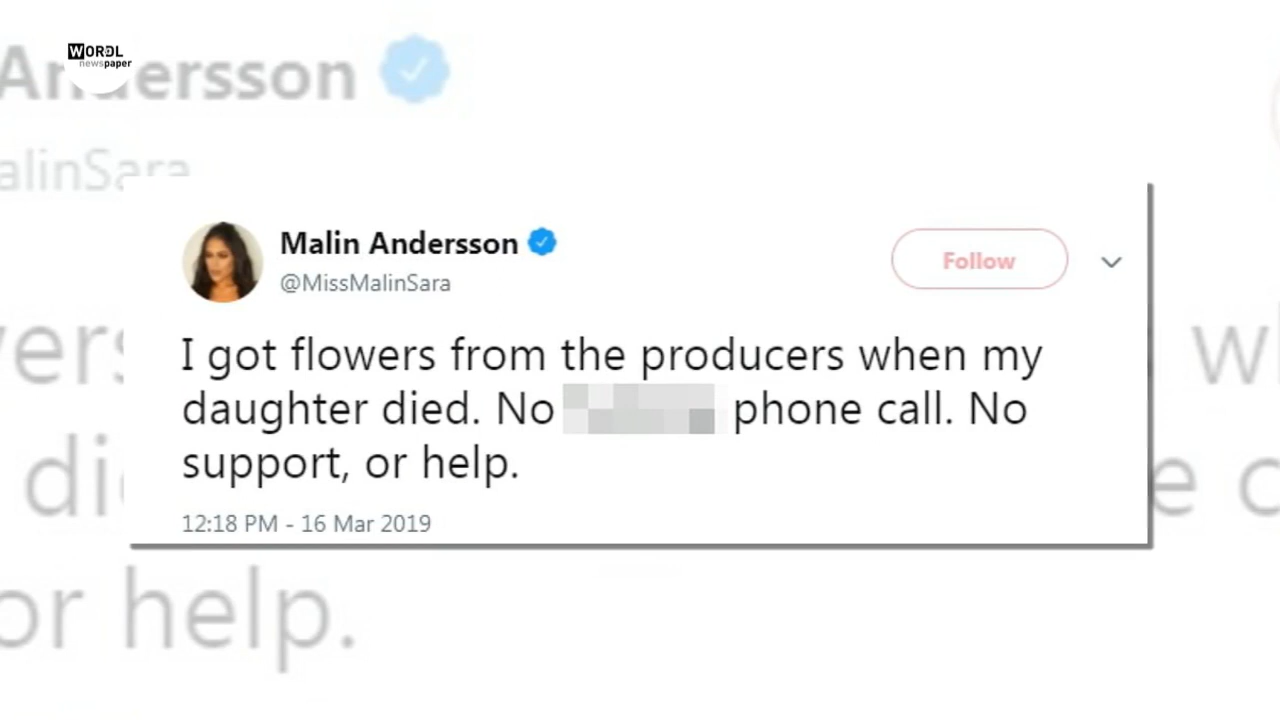 WORDL
newspaper
Andersson
alinSara
Malin Andersson
@MissMalinSara
Follow
I got flowers from the producers when my
daughter died. No phone call. No
support, or help.
12:18 PM - 16 Mar 2019
or help.